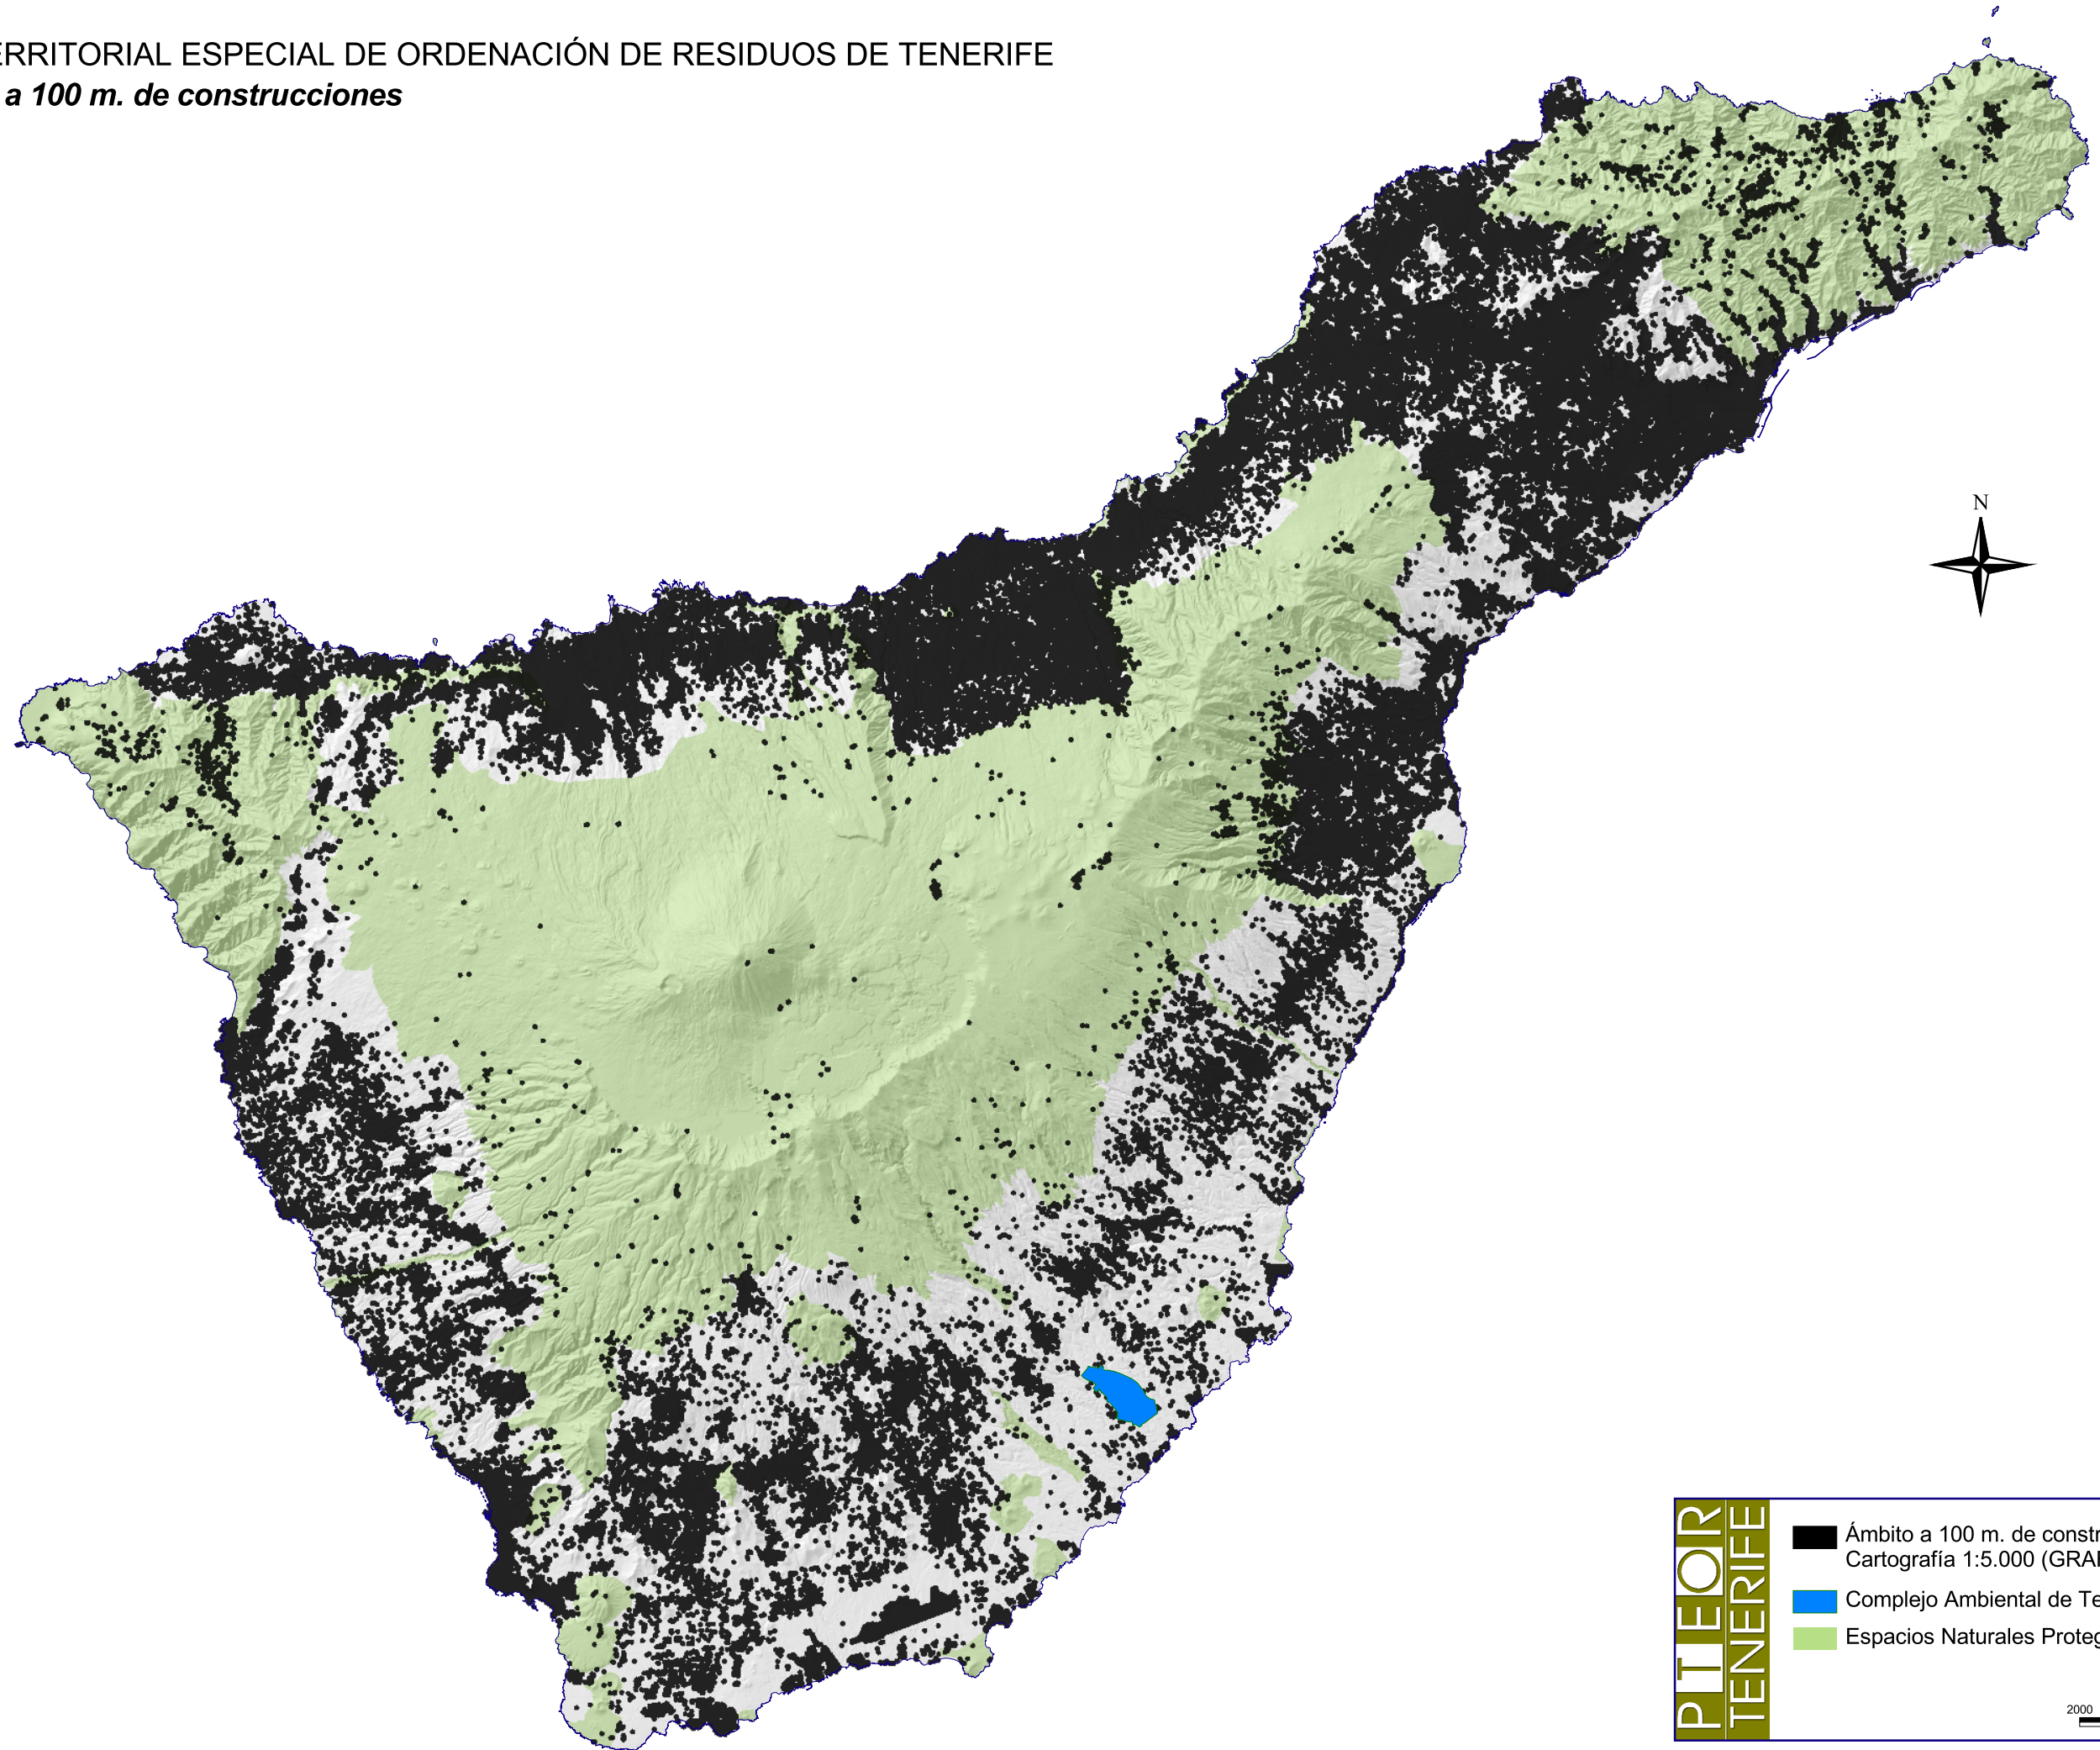 ERRITORIAL ESPECIAL DE ORDENACIÓN DE RESIDUOS DE TENERIFE
a 100 m. de construcciones
N
PTEOR
TENERIFE
Ámbito a 100 m. de constr
Cartografía 1:5.000 (GRA
Complejo Ambiental de Te
Espacios Naturales Proteg
2000